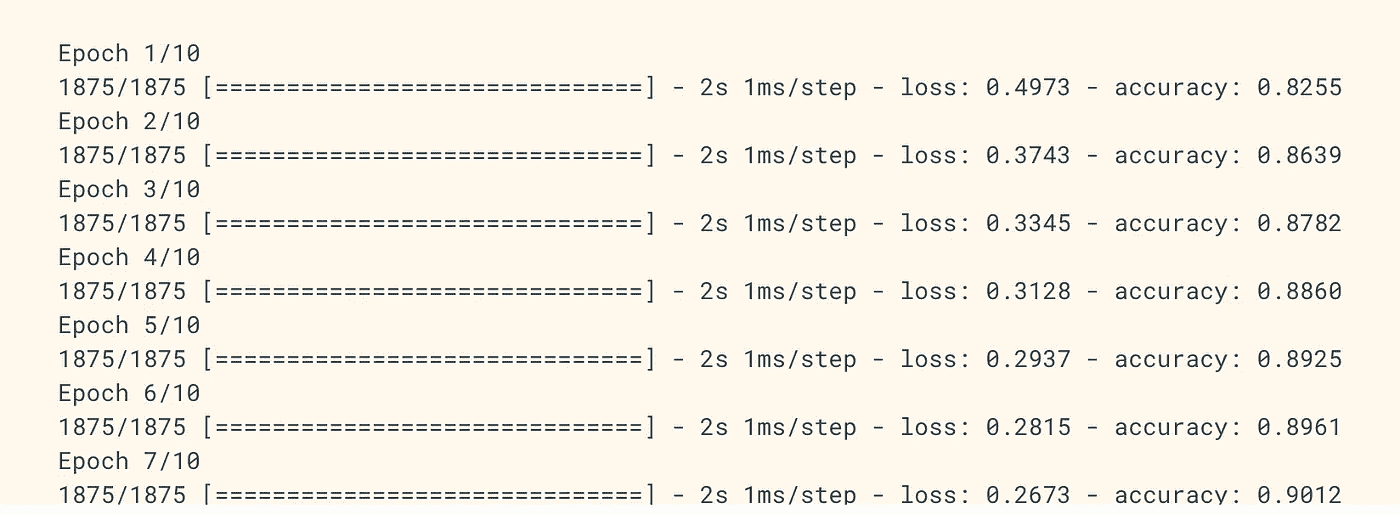 Epoch 1/10
1875/1875 [==============================] - 2s 1ms/step - loss: 0.4973 - accuracy: 0.8255
Epoch 2/10
1875/1875 [==============================] - 2s 1ms/step - loss: 0.3743 - accuracy: 0.8639
Epoch 3/10
1875/1875 [==============================] - 2s 1ms/step - loss: 0.3345 - accuracy: 0.8782
Epoch 4/10
1875/1875 [==============================] - 2s 1ms/step - loss: 0.3128 - accuracy: 0.8860
Epoch 5/10
1875/1875 [==============================] - 2s 1ms/step - loss: 0.2937 - accuracy: 0.8925
Epoch 6/10
1875/1875 [==============================] - 2s 1ms/step - loss: 0.2815 - accuracy: 0.8961
Epoch 7/10
1875/1875 [==============================] - 2s 1ms/step - loss: 0.2673 - accuracy: 0.9012